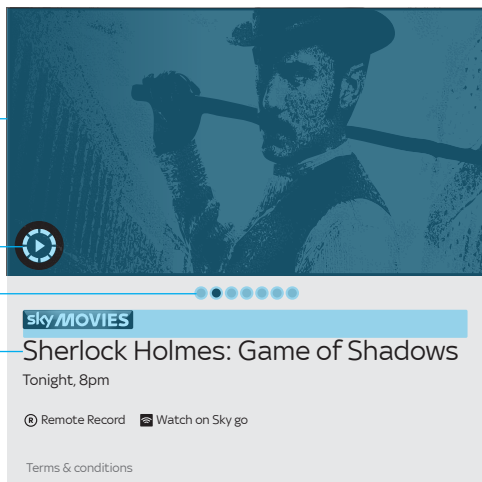 sky MOVIES
Sherlock Holmes: Game of Shadows
Tonight, 8pm
R Remote Record Watch on Sky go
Terms & conditions